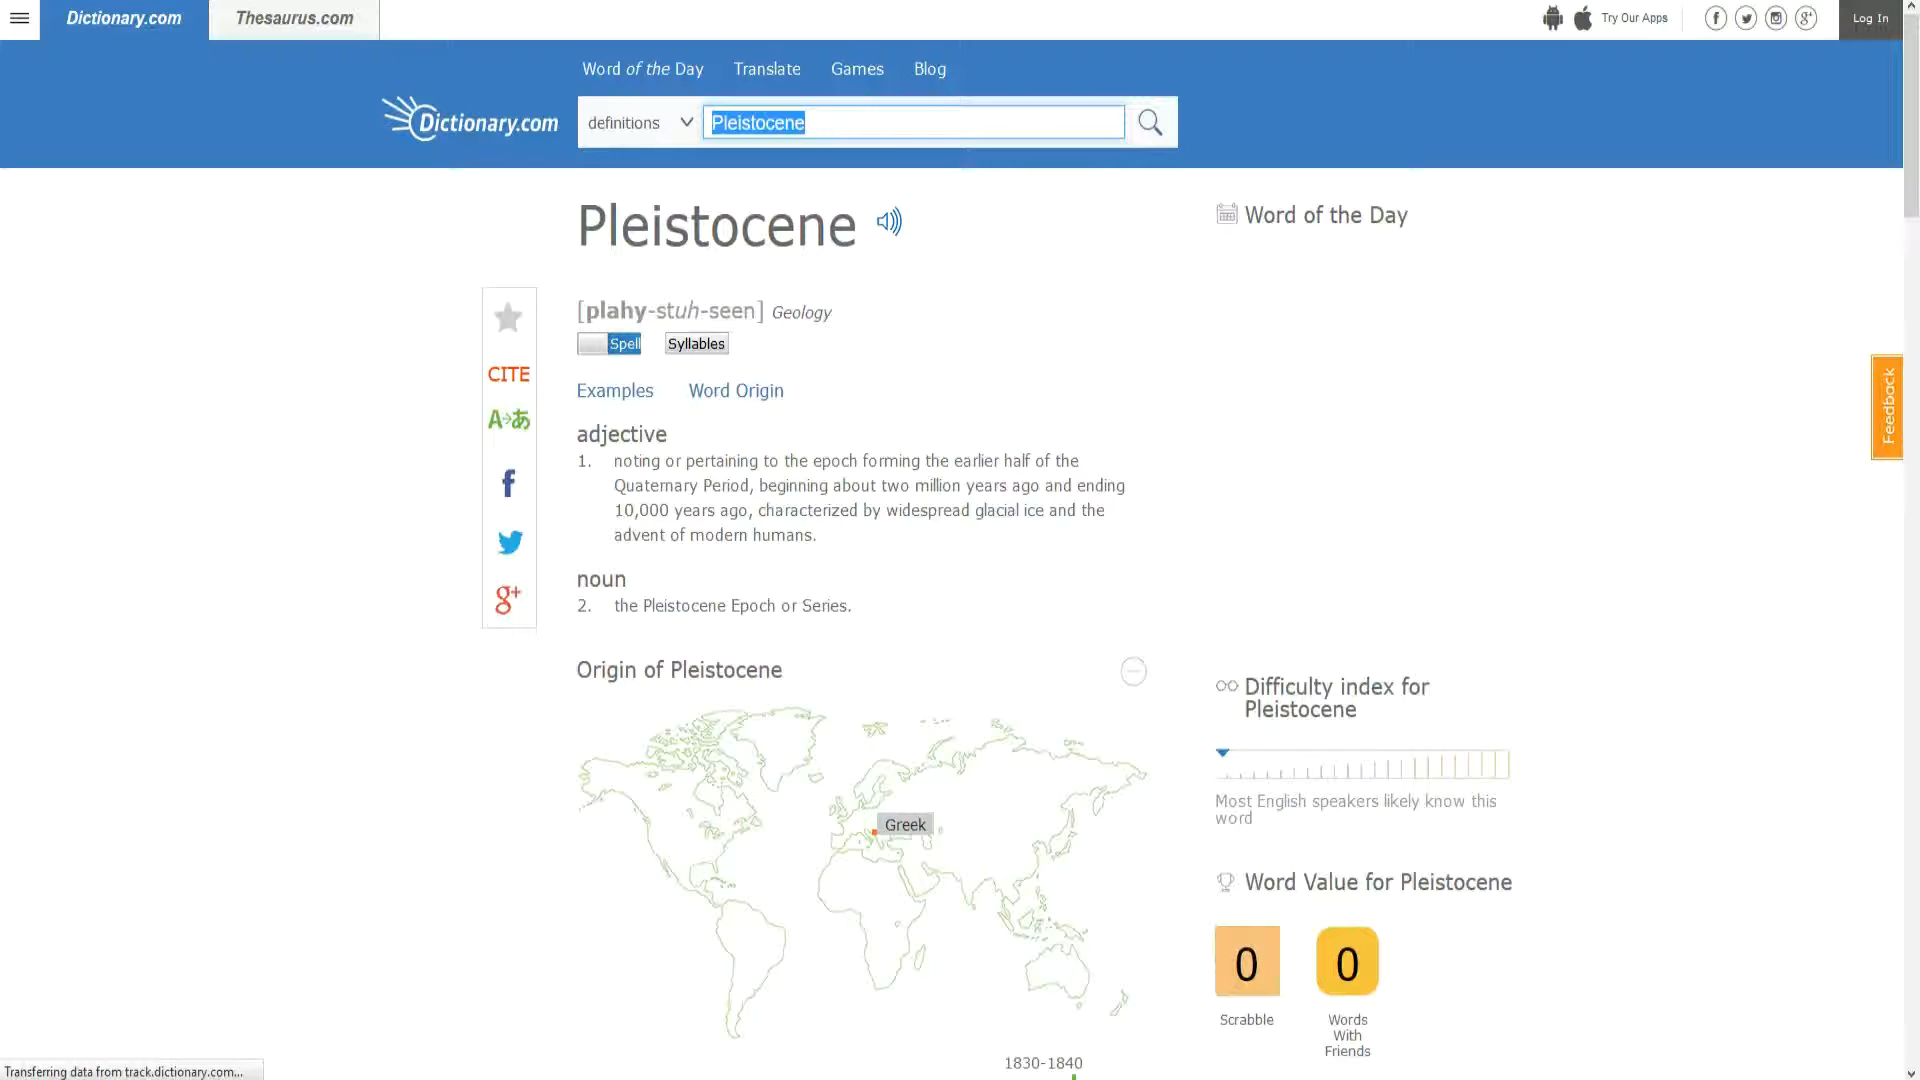 Dictionary.com
Thesaurus.com
Try Our Apps
Log In
Word of the Day
Translate
Games
Blog
Dictionary.com
definitions
Pleistocene
Pleistocene
Word of the Day
[plahy-stuh-seen] Geology
Spell
Syllables
CITE
A>あ
Examples
Word Origin
Feedback
adjective
1. noting or pertaining to the epoch forming the earlier half of the
Quaternary Period, beginning about two million years ago and ending
10,000 years ago, characterized by widespread glacial ice and the
advent of modern humans.
noun
2. the Pleistocene Epoch or Series.
Origin of Pleistocene
Greek
1830-1840
Difficulty index for
Pleistocene
Most English speakers likely know this
word
Word Value for Pleistocene
0
0
Scrabble
Words
With
Friends
Transferring data from track.dictionary.com...